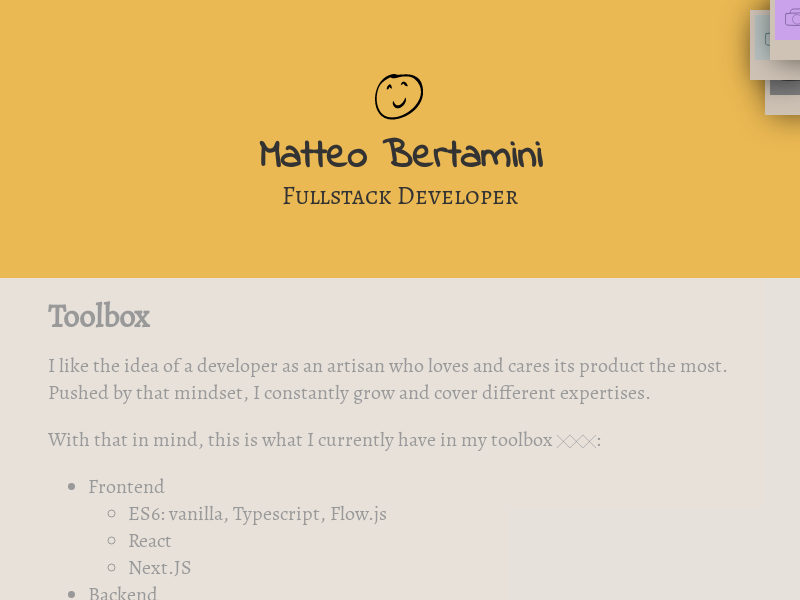 Matteo Bertamini
Fullstack Developer
Toolbox
I like the idea of a developer as an artisan who loves and cares its product the most.
Pushed by that mindset, I constantly grow and cover different expertises.
With that in mind, this is what I currently have in my toolbox :
Frontend
ES6: vanilla, Typescript, Flow.js
React
Next.JS
Backend